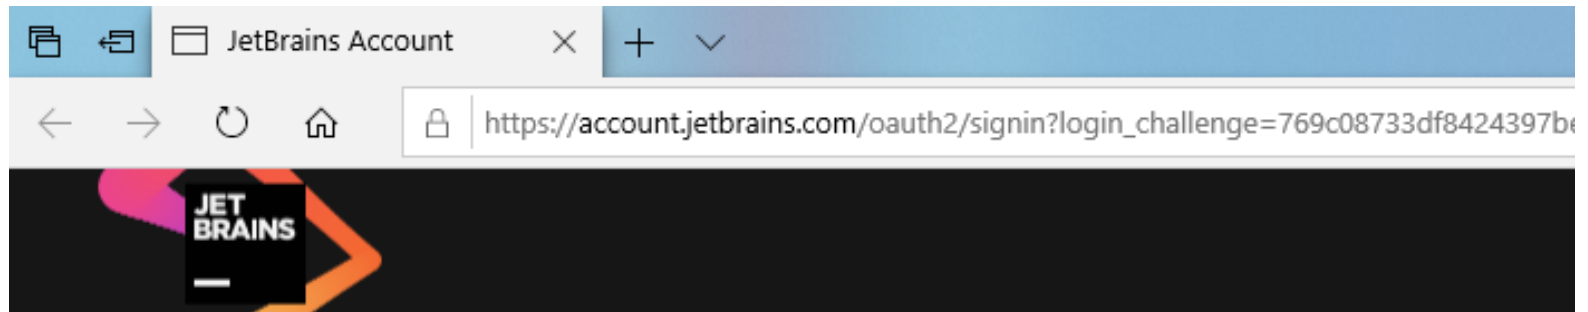 JetBrains Account
https://account.jetbrains.com/oauth2/signin?login_challenge=769c08733df8424397be
JET
BRAINS